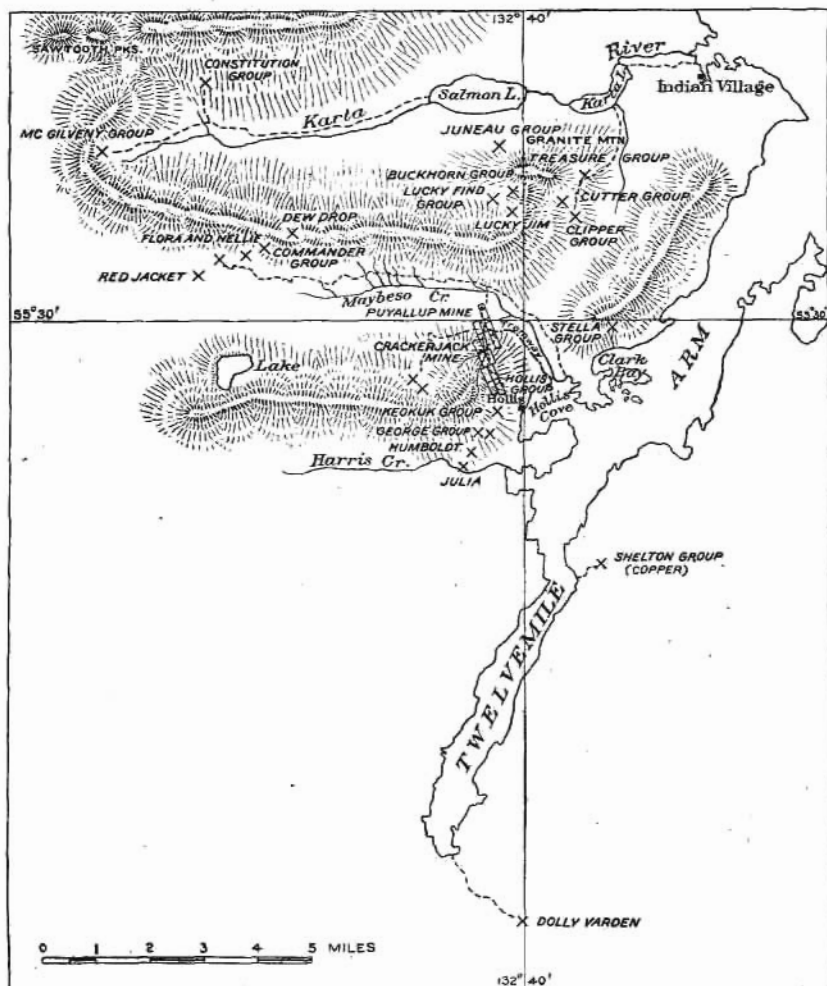 132° 40'
SAWTOOTH PKS.
CONSTITUTION
GROUP
River
Karta L.
Indian Village
Salmon L.
Karta
MC GILVENY GROUP
JUNEAU GROUP
GRANITE MTN.
TREASURE GROUP
BUCKHORN GROUP
LUCKY FIND
GROUP
CUTTER GROUP
LUCKY JIM
CLIPPER
GROUP
DEW DROP
FLORA AND NELLIE
COMMANDER
GROUP
RED JACKET
Maybeso Cr.
PUYALLUP MINE
55° 30'
55° 30'
Tramway
STELLA
GROUP
CRACKERJACK
MINE
Clark
Bay
ARM
Lake
HOLLIS
GROUP
Hollis
Hollis
Cove
KEOKUK GROUP
GEORGE GROUP
HUMBOLDT
Harris Cr.
JULIA
SHELTON GROUP
(COPPER)
TWELVEMILE
DOLLY VARDEN
0 1 2 3 4 5 MILES
132° 40'